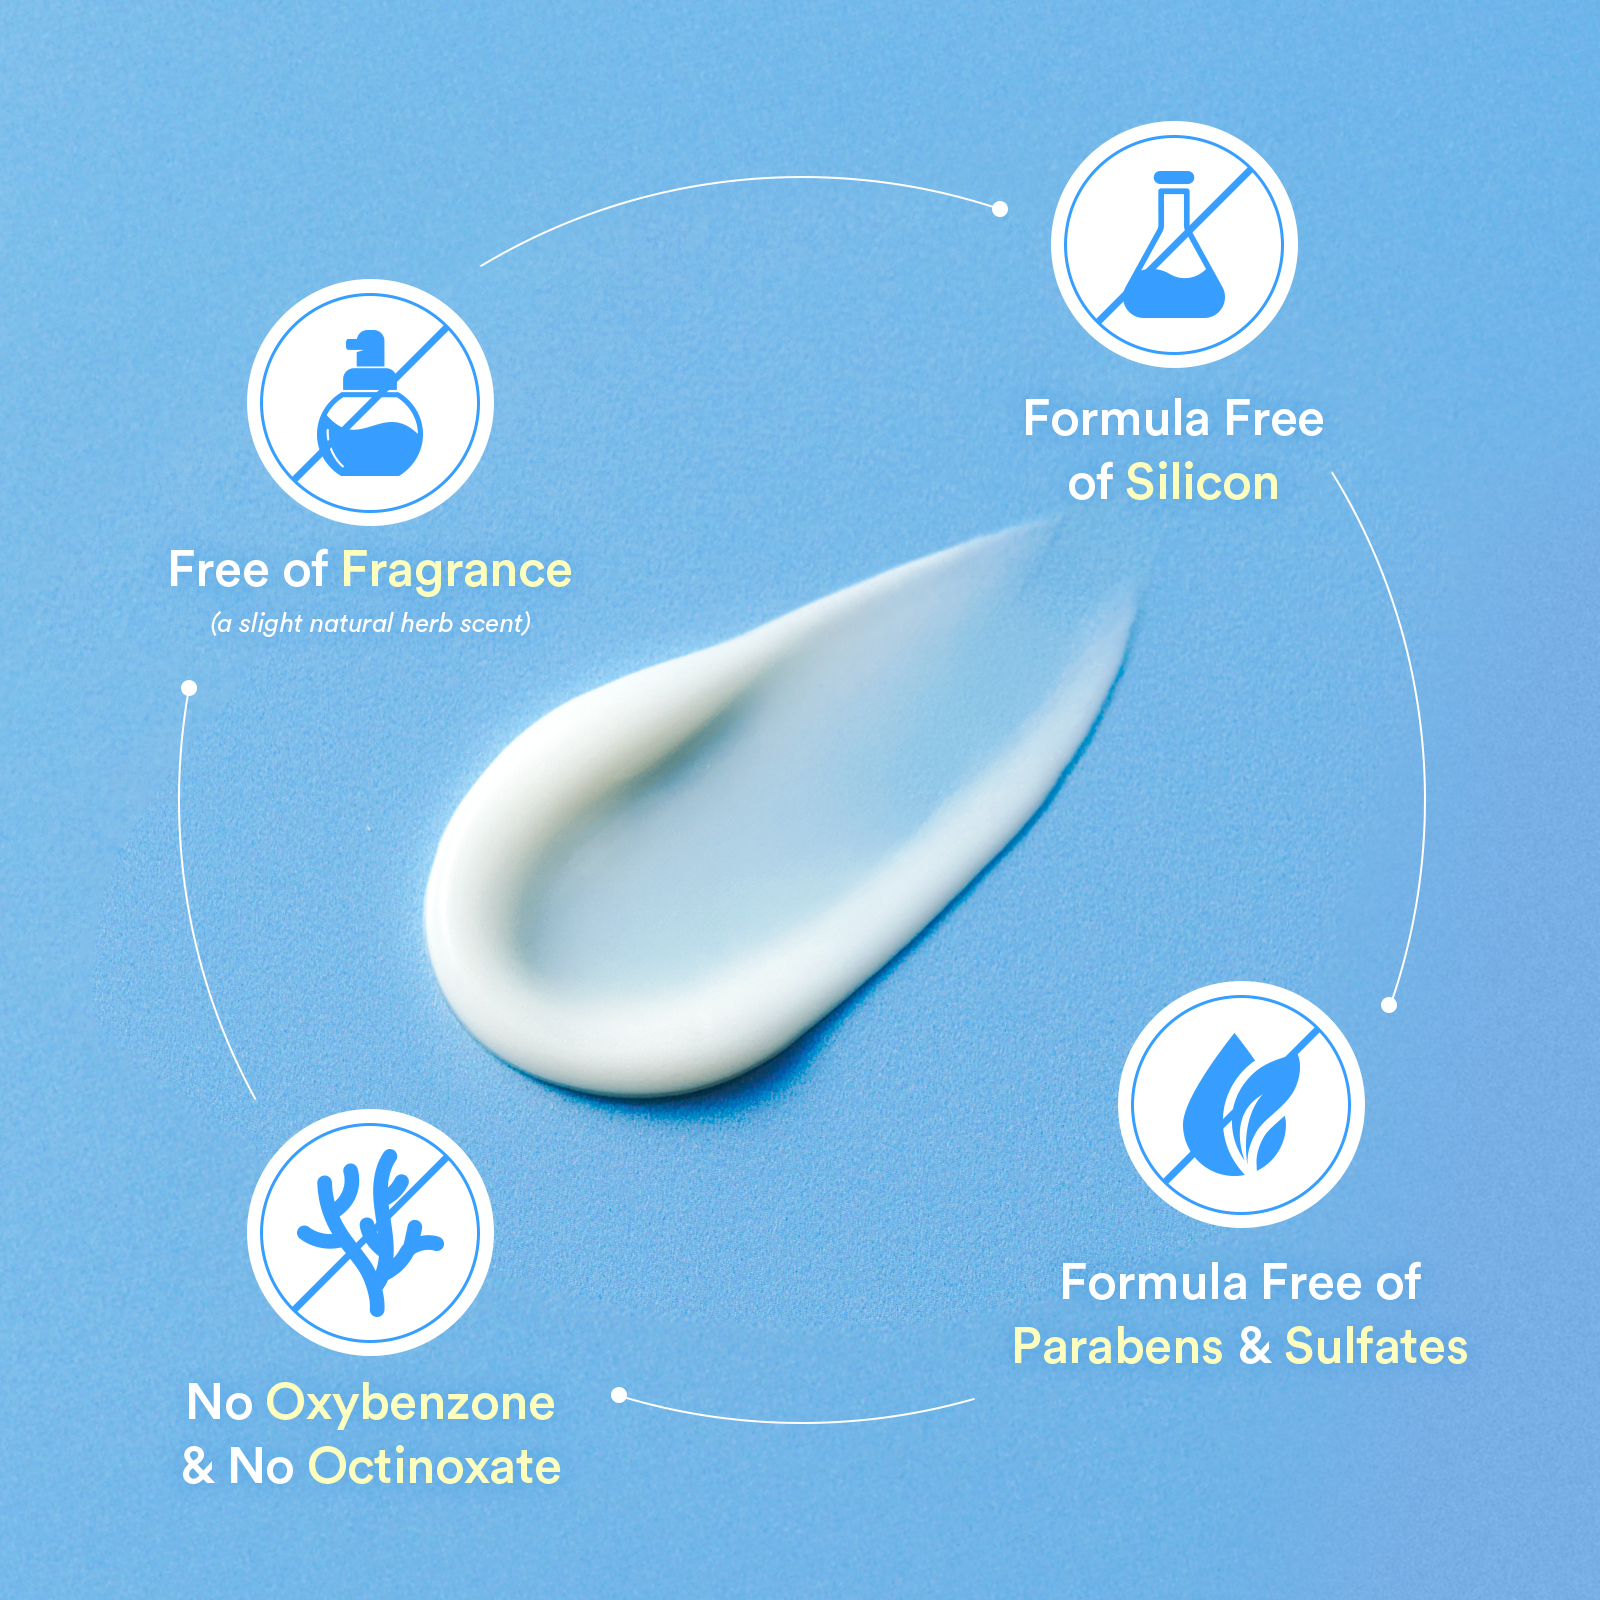 Formula Free
of Silicon
Free of Fragrance
(a slight natural herb scent)
Formula Free of
Parabens & Sulfates
No Oxybenzone
& No Octinoxate